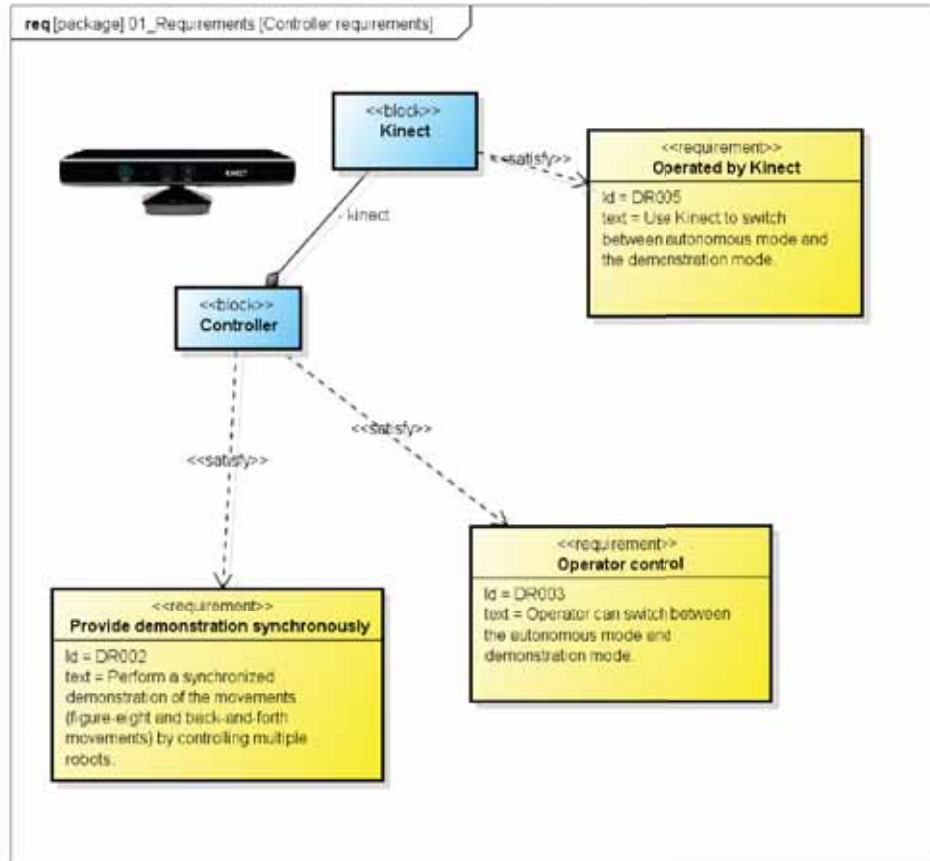 req [package] 01_Requirements [Controller requirements]
<<block>>
Kinect
KINECT
<<satisfy>>
<<requirement>>
Operated by Kinect
Id = DR005
text = Use Kinect to switch
between autonomous mode and
the demonstration mode.
- kinect
<<block>>
Controller
<<satisfy>>
<<satisfy>>
<<requirement>>
Operator control
Id = DR003
text = Operator can switch between
the autonomous mode and
demonstration mode.
<<requirement>>
Provide demonstration synchronously
Id = DR002
text = Perform a synchronized
demonstration of the movements
(figure-eight and back-and-forth
movements) by controlling multiple
robots.